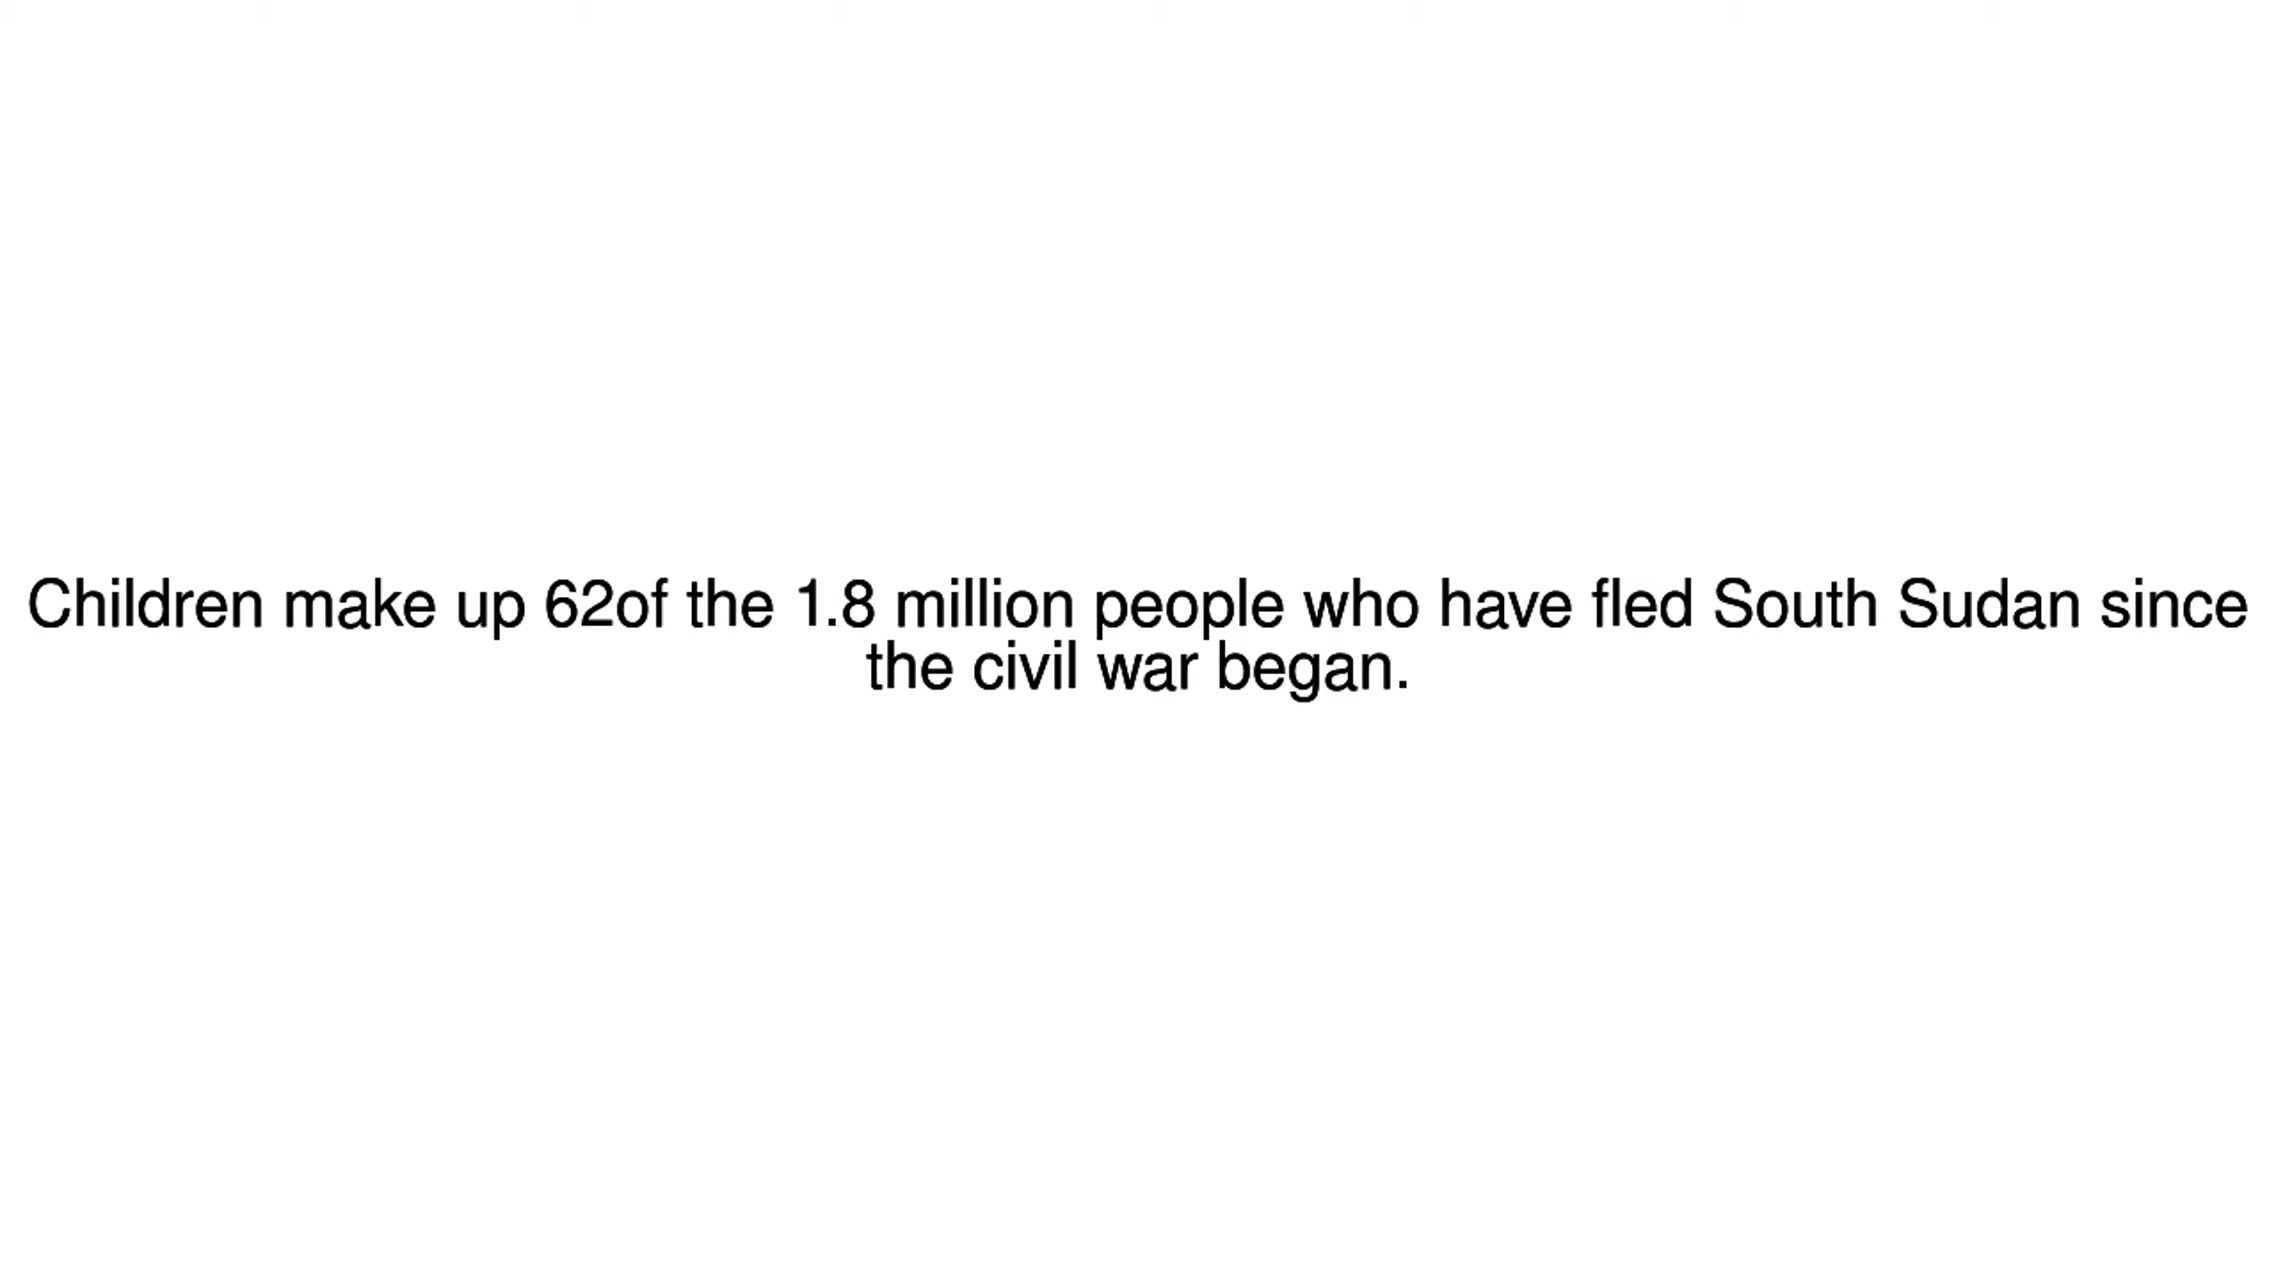 Children make up 62of the 1.8 million people who have fled South Sudan since
the civil war began.